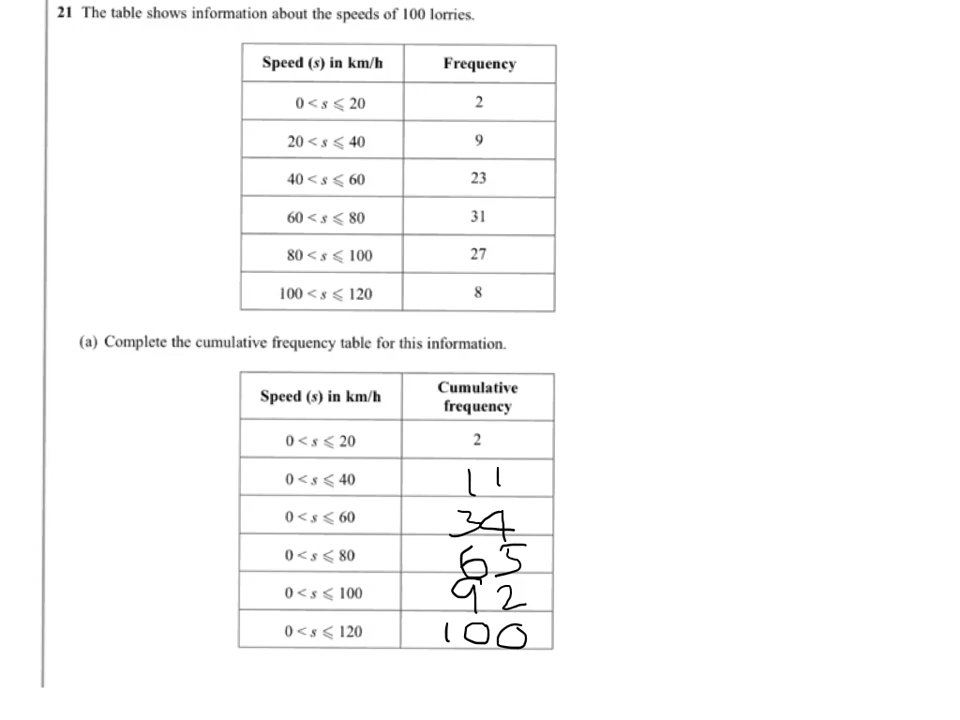 21 The table shows information about the speeds of 100 lorries.
Speed (s) in km/h Frequency
0 < s ⩽ 20 2
20 < s ⩽ 40 9
40 < s ⩽ 60 23
60 < s ⩽ 80 31
80 < s ⩽ 100 27
100 < s ⩽ 120 8
(a) Complete the cumulative frequency table for this information.
Speed (s) in km/h Cumulative frequency
0 < s ⩽ 20 2
0 < s ⩽ 40 11
0 < s ⩽ 60 34
0 < s ⩽ 80 65
0 < s ⩽ 100 92
0 < s ⩽ 120 100